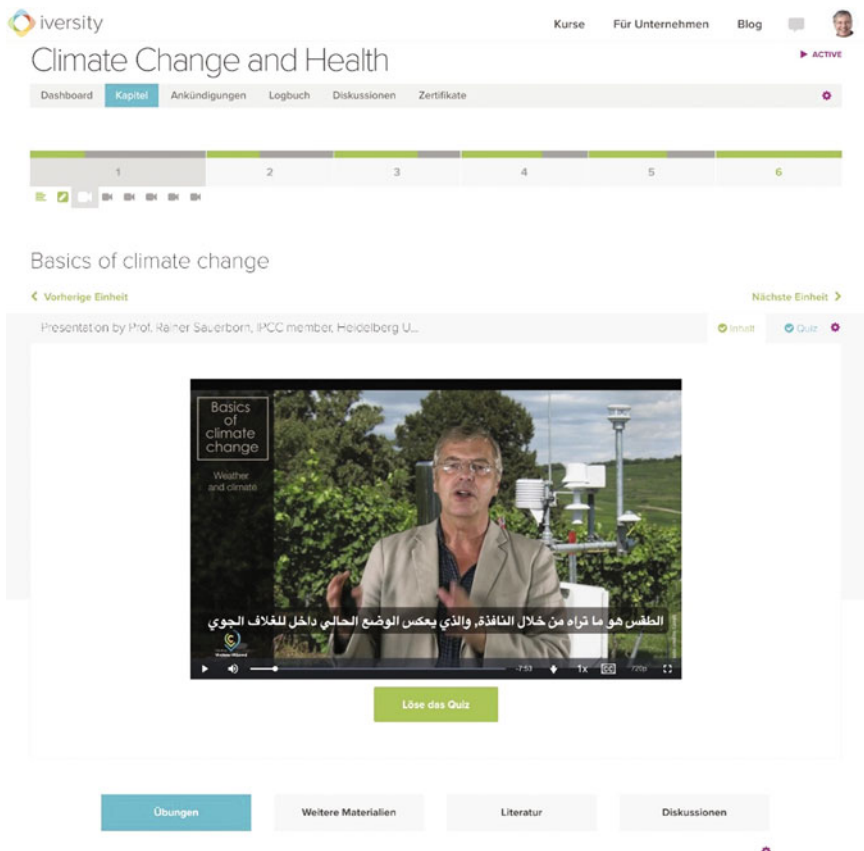 iversity
Kurse Für Unternehmen Blog
Climate Change and Health
ACTIVE
Dashboard Kapitel Ankündigungen Logbuch Diskussionen Zertifikate
1 2 3 4 5 6
Basics of climate change
Vorherige Einheit Nächste Einheit
Presentation by Prof. Rainer Sauerborn, IPCC member, Heidelberg U...
Inhalt Quiz
Basics
of
climate
change
Weather
and climate
الطقس هو ما تراه من خلال النافذة, والذي يعكس الوضع الحالي داخل للغلاف الجوي
-7:53 1x CC 720p
Löse das Quiz
Übungen Weitere Materialien Literatur Diskussionen